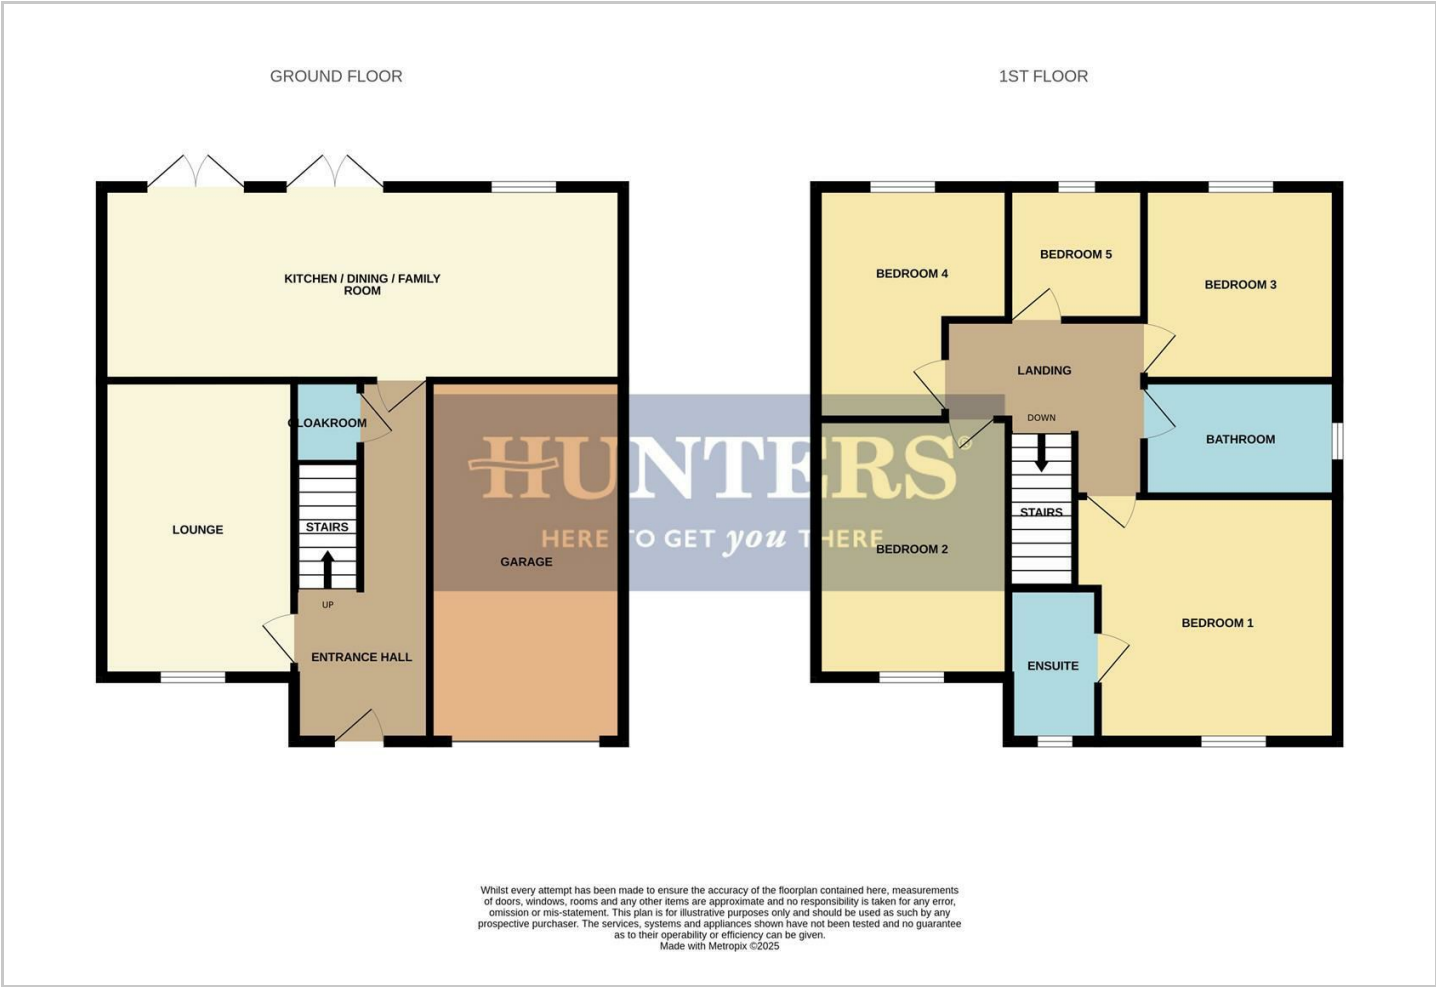 GROUND FLOOR
1ST FLOOR
KITCHEN / DINING / FAMILY
ROOM
CLOAKROOM
LOUNGE
STAIRS
UP
ENTRANCE HALL
GARAGE
BEDROOM 4
BEDROOM 5
BEDROOM 3
LANDING
DOWN
BATHROOM
STAIRS
BEDROOM 2
BEDROOM 1
ENSUITE
HUNTERS®
HERE TO GET you THERE
Whilst every attempt has been made to ensure the accuracy of the floorplan contained here, measurements
of doors, windows, rooms and any other items are approximate and no responsibility is taken for any error,
omission or mis-statement. This plan is for illustrative purposes only and should be used as such by any
prospective purchaser. The services, systems and appliances shown have not been tested and no guarantee
as to their operability or efficiency can be given.
Made with Metropix ©2025